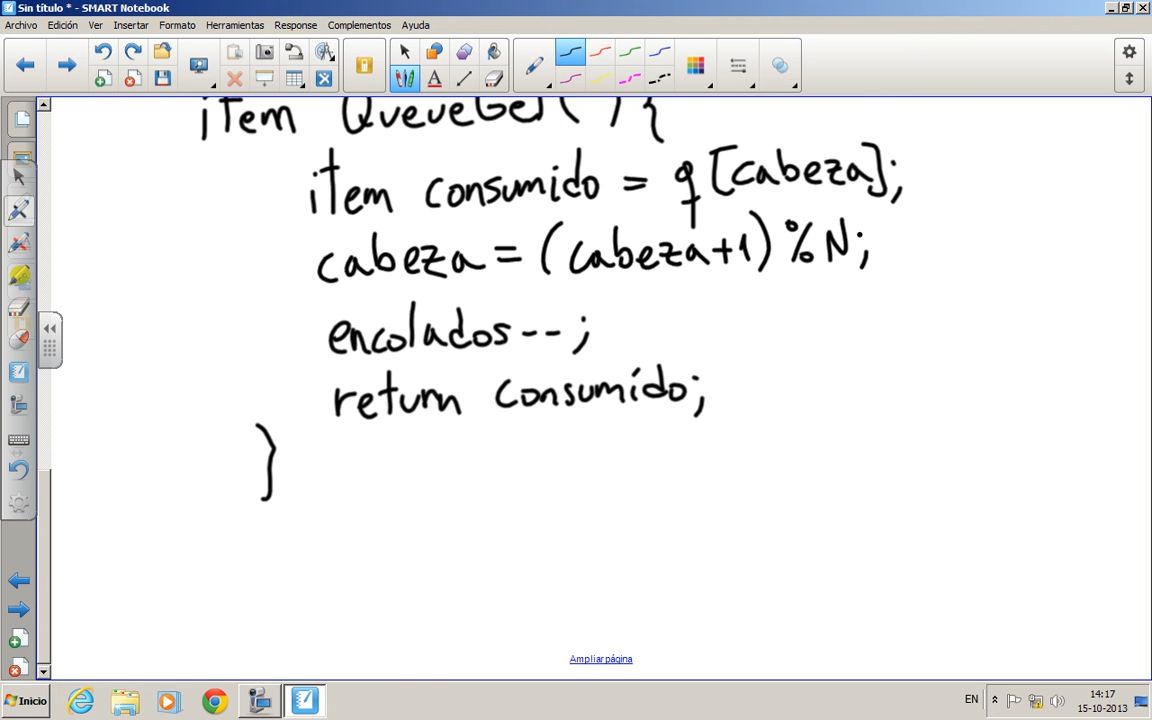 Sin título * - SMART Notebook
Archivo Edición Ver Insertar Formato Herramientas Response Complementos Ayuda
item QueueGet( ) {
item consumido = q[cabeza];
cabeza = (cabeza+1)%N;
encolados--;
return consumido;
}
Ampliar página
Inicio
EN
14:17
15-10-2013